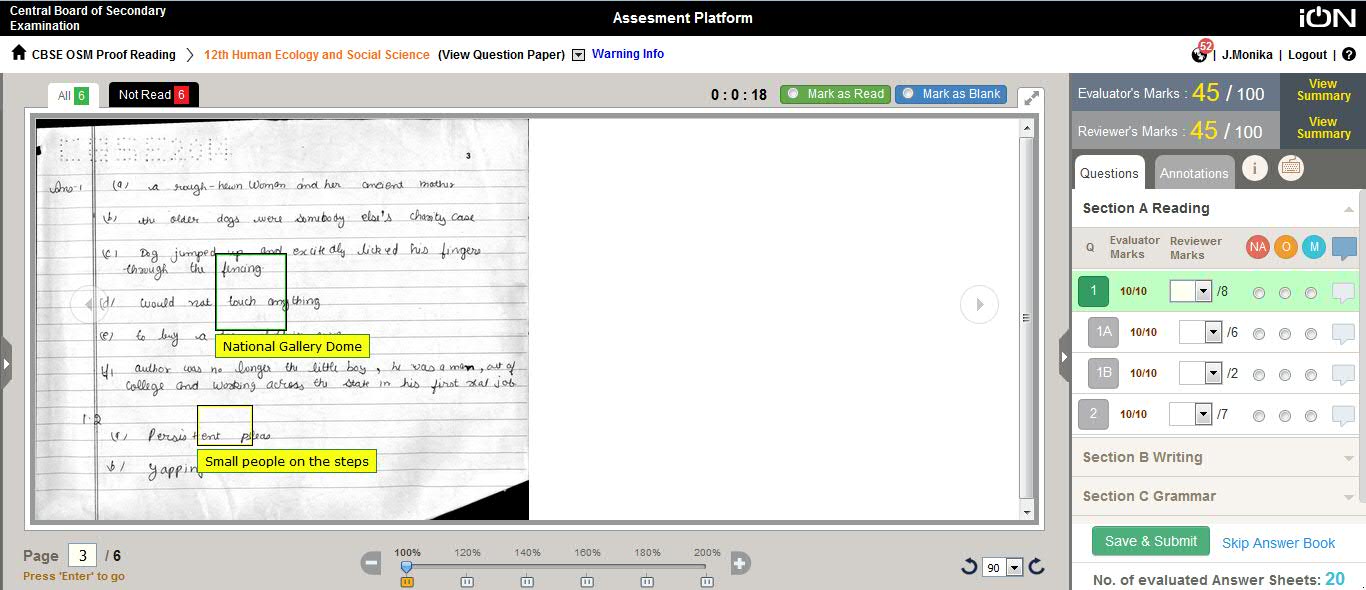 Central Board of Secondary
Examination
Assesment Platform
iON
CBSE OSM Proof Reading
12th Human Ecology and Social Science (View Question Paper)
Warning Info
52
J.Monika | Logout | ?
All 6
Not Read 6
0 : 0 : 18
Mark as Read
Mark as Blank
CBSE2014
3
Ans-1 (a) a rough-hewn Woman and her ancient mother
(b) the older dogs were somebody else's charity case
(c) Dog jumped up and excitedly licked his fingers
through the fincing.
(d) would not touch anything
(e) to buy a
National Gallery Dome
author was no longer the little boy, he was a man, out of
college and working across the state in his first real job
1.2
(a) Persistent pleas
b) Yappin
Small people on the steps
Page 3 / 6
Press 'Enter' to go
100% 120% 140% 160% 180% 200%
90
Evaluator's Marks : 45 / 100
View
Summary
Reviewer's Marks : 45 / 100
View
Summary
Questions
Annotations
i
Section A Reading
Q Evaluator Marks Reviewer Marks NA O M
1 10/10 /8
1A 10/10 /6
1B 10/10 /2
2 10/10 /7
Section B Writing
Section C Grammar
Save & Submit
Skip Answer Book
No. of evaluated Answer Sheets: 20